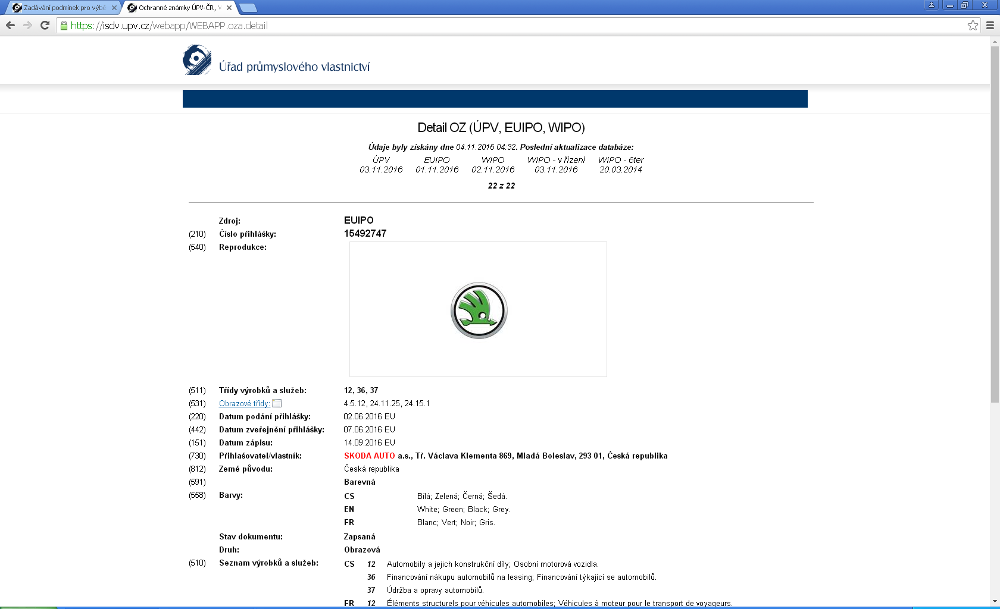 Zadávání podmínek pro výbě
Ochranné známky ÚPV-ČR, W
https://isdv.upv.cz/webapp/WEBAPP.oza.detail
Úřad průmyslového vlastnictví
Detail OZ (ÚPV, EUIPO, WIPO)
Údaje byly získány dne 04.11.2016 04:32. Poslední aktualizace databáze:
ÚPV EUIPO WIPO WIPO - v řízení WIPO - 6ter
03.11.2016 01.11.2016 02.11.2016 03.11.2016 20.03.2014
22 z 22
Zdroj: EUIPO
(210) Číslo přihlášky: 15492747
(540) Reprodukce:
(511) Třídy výrobků a služeb: 12, 36, 37
(531) Obrazové třídy: 4.5.12, 24.11.25, 24.15.1
(220) Datum podání přihlášky: 02.06.2016 EU
(442) Datum zveřejnění přihlášky: 07.06.2016 EU
(151) Datum zápisu: 14.09.2016 EU
(730) Přihlašovatel/vlastník: SKODA AUTO a.s., Tř. Václava Klementa 869, Mladá Boleslav, 293 01, Česká republika
(812) Země původu: Česká republika
(591) Barevná
(558) Barvy: CS Bílá; Zelená; Černá; Šedá.
EN White; Green; Black; Grey.
FR Blanc; Vert; Noir; Gris.
Stav dokumentu: Zapsaná
Druh: Obrazová
(510) Seznam výrobků a služeb: CS 12 Automobily a jejich konstrukční díly; Osobní motorová vozidla.
36 Financování nákupu automobilů na leasing; Financování týkající se automobilů.
37 Údržba a opravy automobilů.
FR 12 Éléments structurels pour véhicules automobiles; Véhicules à moteur pour le transport de voyageurs.